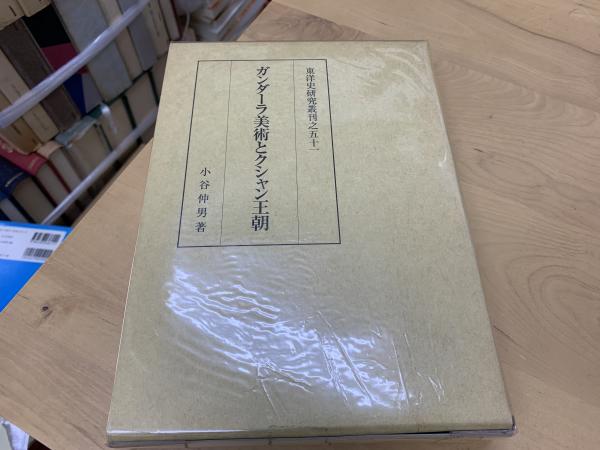 東洋史研究叢刊之五十一
ガンダーラ美術とクシャン王朝
小谷仲男著